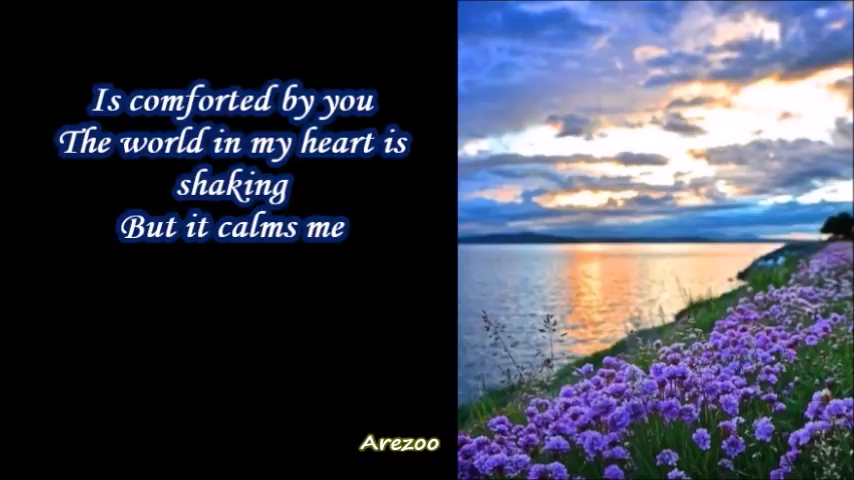 Is comforted by you
The world in my heart is
shaking
But it calms me
Arezoo